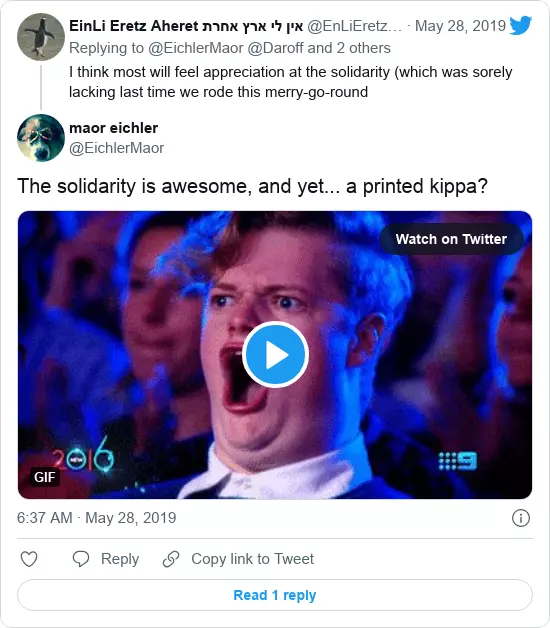 EinLi Eretz Aheret אין לי ארץ אחרת @EnLiEretz… · May 28, 2019
Replying to @EichlerMaor @Daroff and 2 others
I think most will feel appreciation at the solidarity (which was sorely
lacking last time we rode this merry-go-round
maor eichler
@EichlerMaor
The solidarity is awesome, and yet... a printed kippa?
Watch on Twitter
2016
NEW
9
GIF
6:37 AM · May 28, 2019
Reply
Copy link to Tweet
Read 1 reply